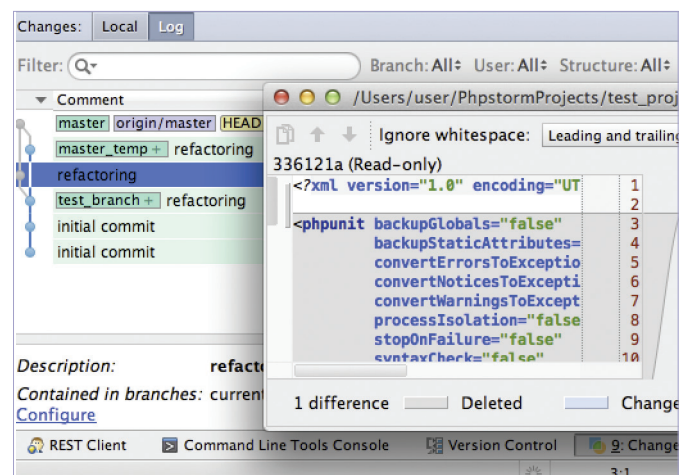 Changes: Local Log
Filter: Branch: All User: All Structure: All
Comment
master origin/master HEAD
master_temp + refactoring
refactoring
test_branch + refactoring
initial commit
initial commit
/Users/user/PhpstormProjects/test_proj
Ignore whitespace: Leading and trailing
336121a (Read-only)
<?xml version="1.0" encoding="UT 1
2
<phpunit backupGlobals="false" 3
backupStaticAttributes= 4
convertErrorsToExceptio 5
convertNoticesToExcepti 6
convertWarningsToExcept 7
processIsolation="false 8
stopOnFailure="false" 9
syntaxCheck="false" 10
1 difference Deleted Change
Description: refacto
Contained in branches: current
Configure
REST Client Command Line Tools Console Version Control 9: Change
3:1